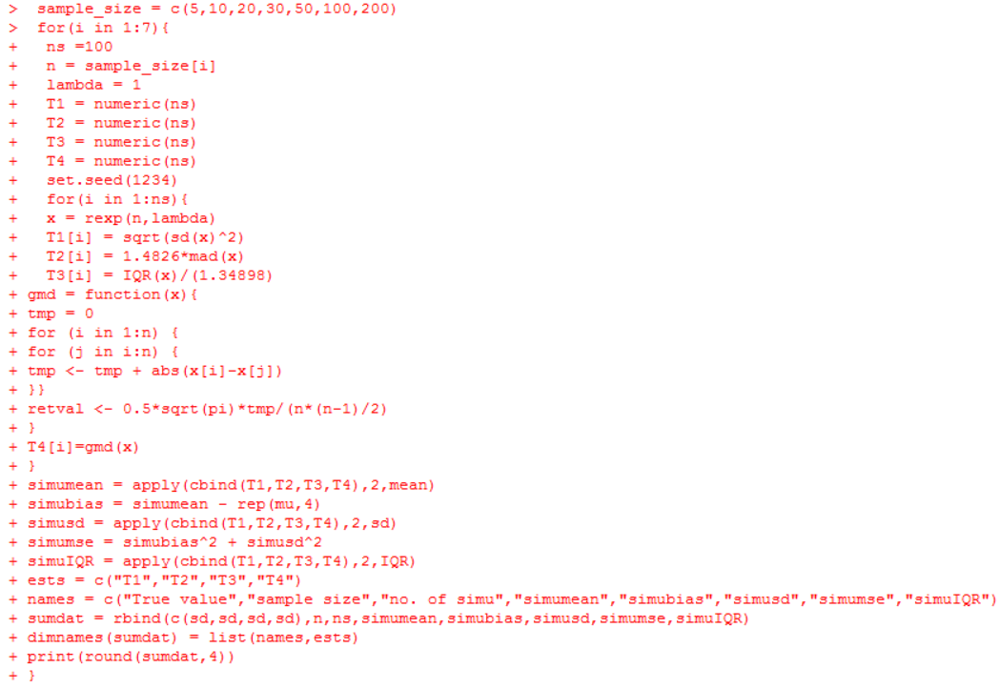 >  sample_size = c(5,10,20,30,50,100,200)
>  for(i in 1:7){
+   ns =100
+   n = sample_size[i]
+   lambda = 1
+   T1 = numeric(ns)
+   T2 = numeric(ns)
+   T3 = numeric(ns)
+   T4 = numeric(ns)
+   set.seed(1234)
+   for(i in 1:ns){
+   x = rexp(n,lambda)
+   T1[i] = sqrt(sd(x)^2)
+   T2[i] = 1.4826*mad(x)
+   T3[i] = IQR(x)/(1.34898)
+ gmd = function(x){
+ tmp = 0
+ for (i in 1:n) {
+ for (j in i:n) {
+ tmp <- tmp + abs(x[i]-x[j])
+ }}
+ retval <- 0.5*sqrt(pi)*tmp/(n*(n-1)/2)
+ }
+ T4[i]=gmd(x)
+ }
+ simumean = apply(cbind(T1,T2,T3,T4),2,mean)
+ simubias = simumean - rep(mu,4)
+ simusd = apply(cbind(T1,T2,T3,T4),2,sd)
+ simumse = simubias^2 + simusd^2
+ simuIQR = apply(cbind(T1,T2,T3,T4),2,IQR)
+ ests = c("T1","T2","T3","T4")
+ names = c("True value","sample size","no. of simu","simumean","simubias","simusd","simumse","simuIQR")
+ sumdat = rbind(c(sd,sd,sd,sd),n,ns,simumean,simubias,simusd,simumse,simuIQR)
+ dimnames(sumdat) = list(names,ests)
+ print(round(sumdat,4))
+ }